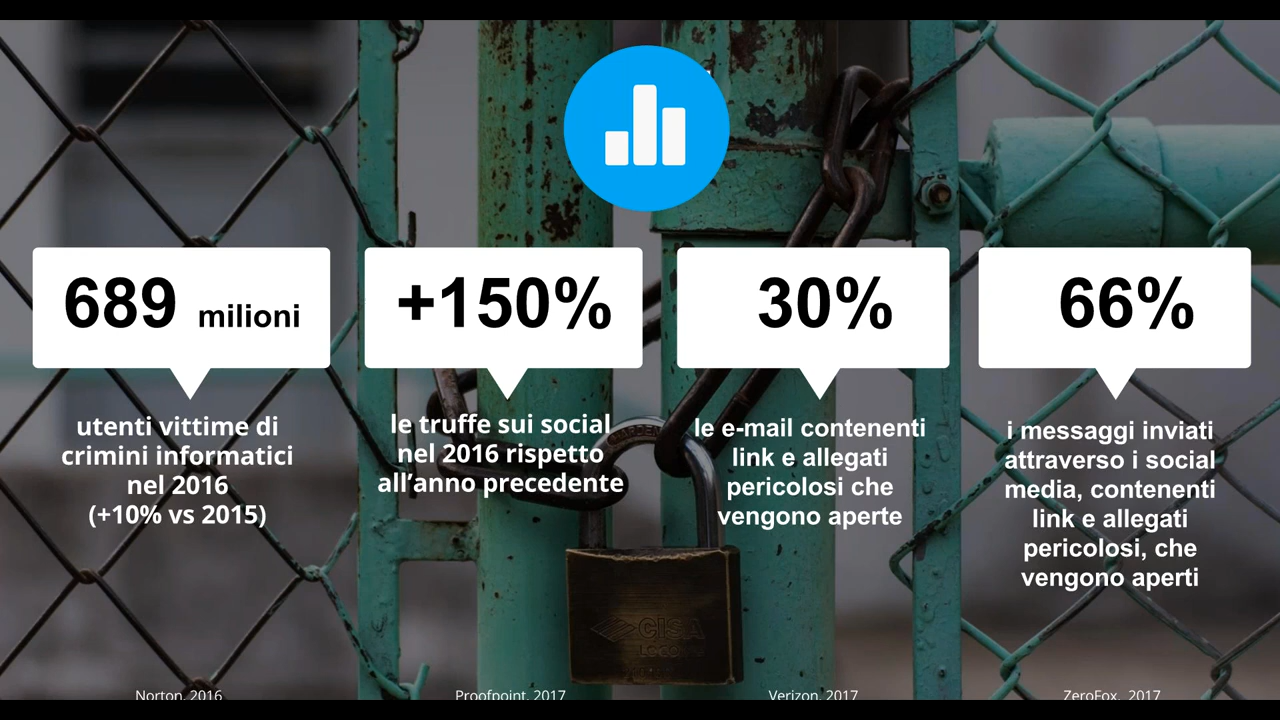 689 milioni
utenti vittime di
crimini informatici
nel 2016
(+10% vs 2015)
Norton, 2016
+150%
le truffe sui social
nel 2016 rispetto
all’anno precedente
Proofpoint, 2017
30%
le e-mail contenenti
link e allegati
pericolosi che
vengono aperte
Verizon, 2017
66%
i messaggi inviati
attraverso i social
media, contenenti
link e allegati
pericolosi, che
vengono aperti
ZeroFox, 2017
CISA